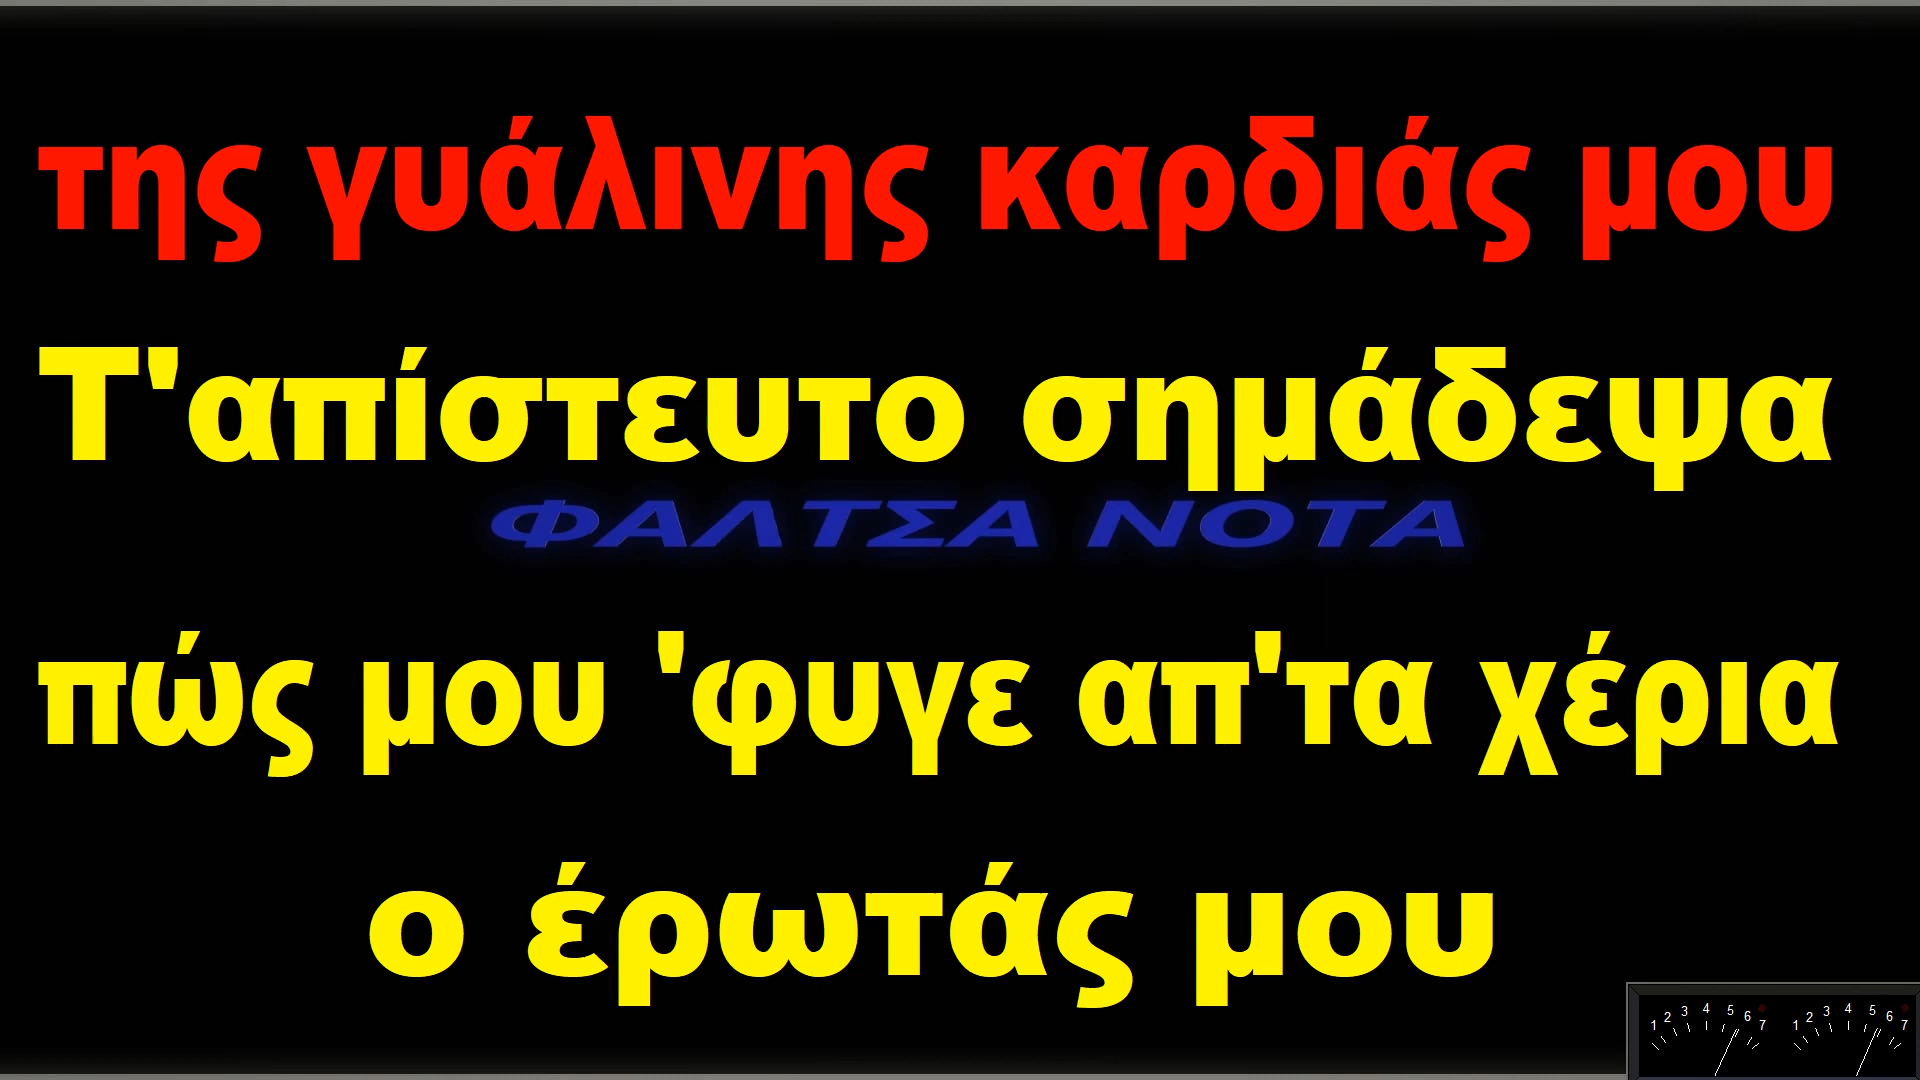 της γυάλινης καρδιάς μου
Τ'απίστευτο σημάδεψα
ΦΑΛΤΣΑ ΝΟΤΑ
πώς μου 'φυγε απ'τα χέρια
ο έρωτάς μου
1 2 3 4 5 6 7 1 2 3 4 5 6 7